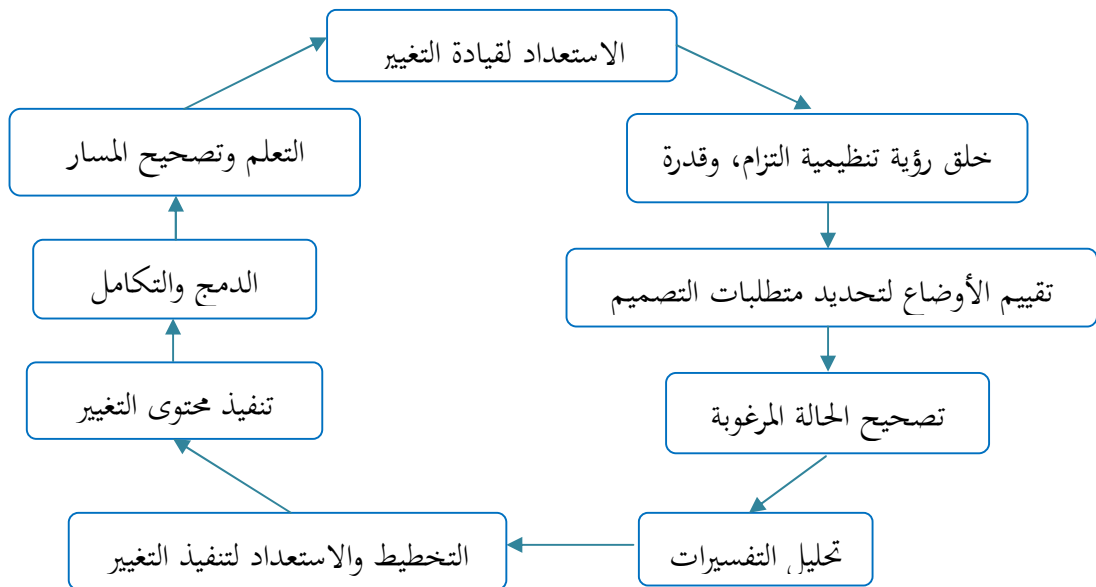 الاستعداد لقيادة التغيير
خلق رؤية تنظيمية التزام، وقدرة
تقييم الأوضاع لتحديد متطلبات التصميم
تصحيح الحالة المرغوبة
تحليل التفسيرات
التخطيط والاستعداد لتنفيذ التغيير
تنفيذ محتوى التغيير
الدمج والتكامل
التعلم وتصحيح المسار